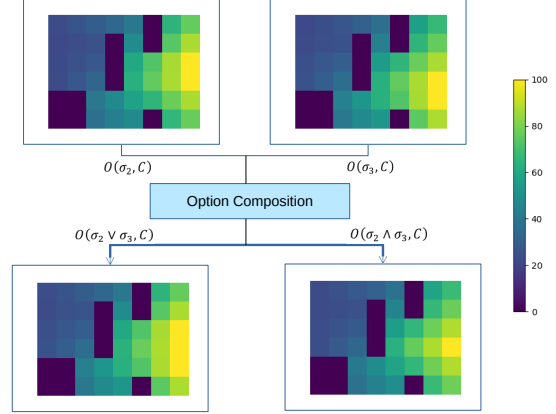 O(σ₂, C)
O(σ₃, C)
Option Composition
O(σ₂ ∨ σ₃, C)
O(σ₂ ∧ σ₃, C)
100
80
60
40
20
0